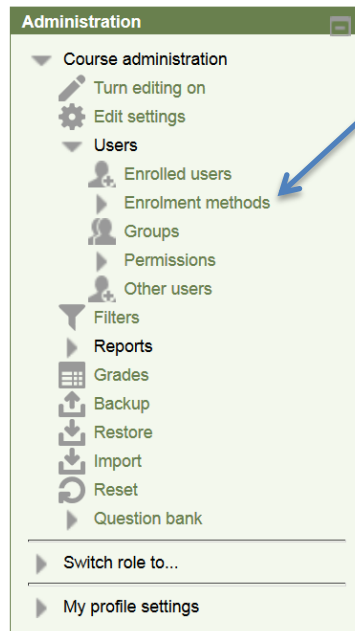 Administration
Course administration
Turn editing on
Edit settings
Users
Enrolled users
Enrolment methods
Groups
Permissions
Other users
Filters
Reports
Grades
Backup
Restore
Import
Reset
Question bank
Switch role to...
My profile settings